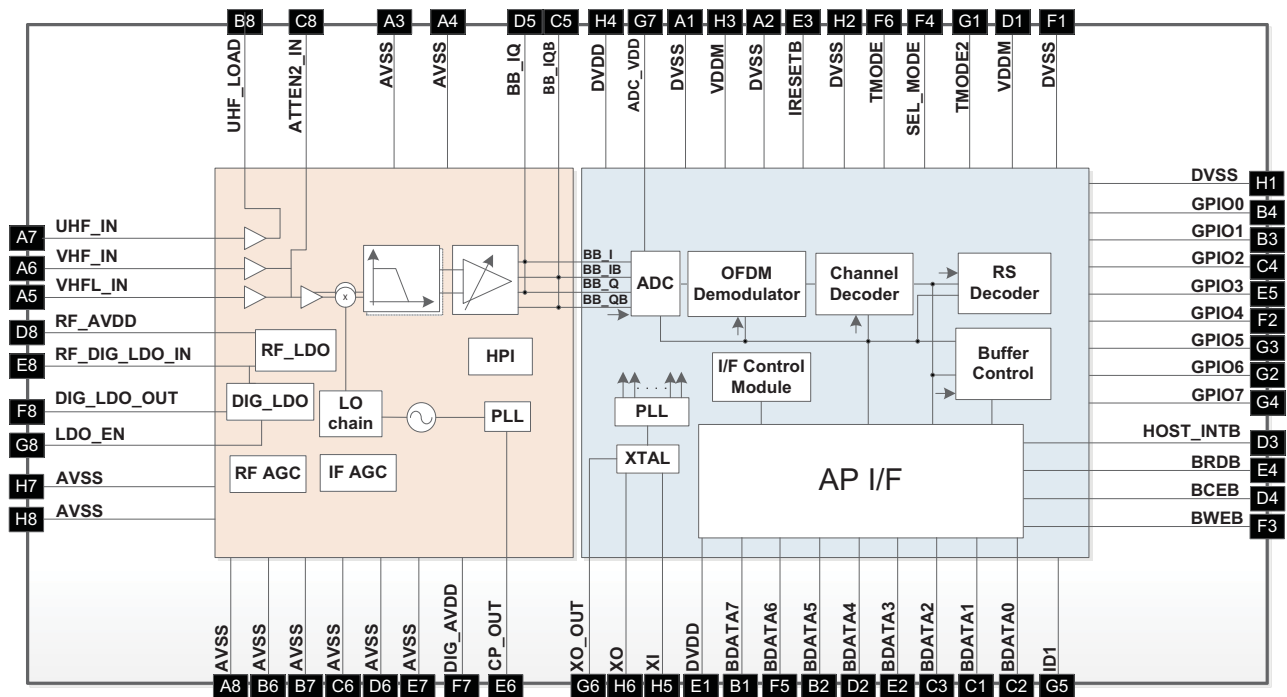 B8 C8 A3 A4 D5 C5 H4 G7 A1 H3 A2 E3 H2 F6 F4 G1 D1 F1
UHF_LOAD
ATTEN2_IN
AVSS
AVSS
BB_IQ
BB_IQB
DVDD
ADC_VDD
DVSS
VDDM
DVSS
IRESETB
DVSS
TMODE
SEL_MODE
TMODE2
VDDM
DVSS
A7 UHF_IN
A6 VHF_IN
A5 VHFL_IN
D8 RF_AVDD
E8 RF_DIG_LDO_IN
F8 DIG_LDO_OUT
G8 LDO_EN
H7 AVSS
H8 AVSS
x
RF_LDO
DIG_LDO
LO
chain
HPI
PLL
RF AGC
IF AGC
BB_I
BB_IB
BB_Q
BB_QB
ADC
OFDM
Demodulator
Channel
Decoder
RS
Decoder
Buffer
Control
I/F Control
Module
. . . .
PLL
XTAL
AP I/F
DVSS H1
GPIO0 B4
GPIO1 B3
GPIO2 C4
GPIO3 E5
GPIO4 F2
GPIO5 G3
GPIO6 G2
GPIO7 G4
HOST_INTB D3
BRDB E4
BCEB D4
BWEB F3
AVSS
AVSS
AVSS
AVSS
AVSS
AVSS
DIG_AVDD
CP_OUT
XO_OUT
XO
XI
DVDD
BDATA7
BDATA6
BDATA5
BDATA4
BDATA3
BDATA2
BDATA1
BDATA0
ID1
A8 B6 B7 C6 D6 E7 F7 E6 G6 H6 H5 E1 B1 F5 B2 D2 E2 C3 C1 C2 G5